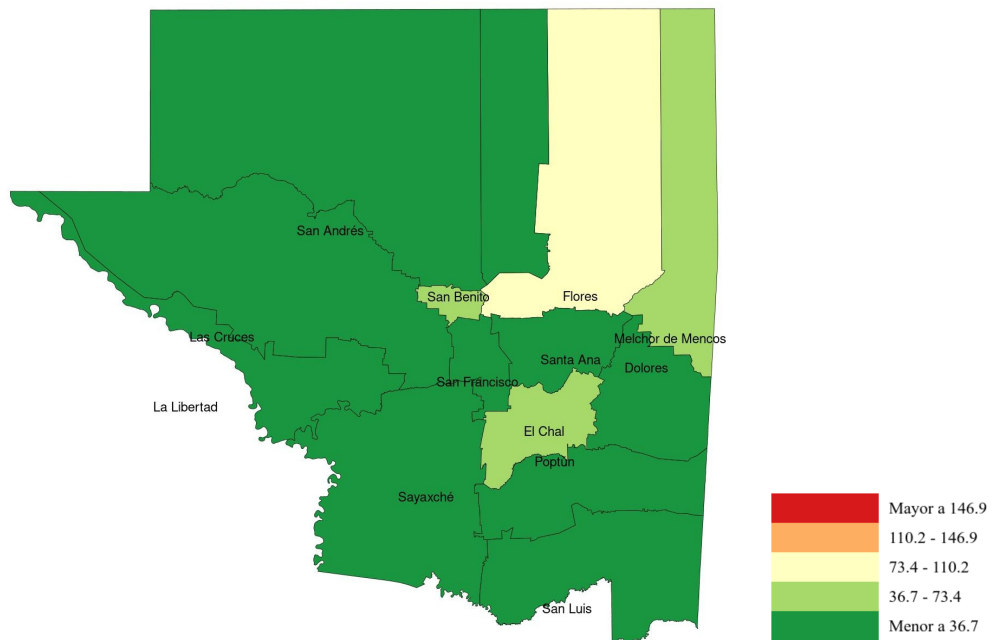 San Andrés
San Benito
Flores
Las Cruces
Melchor de Mencos
Santa Ana
Dolores
San Francisco
La Libertad
El Chal
Poptún
Sayaxché
San Luis
Mayor a 146.9
110.2 - 146.9
73.4 - 110.2
36.7 - 73.4
Menor a 36.7